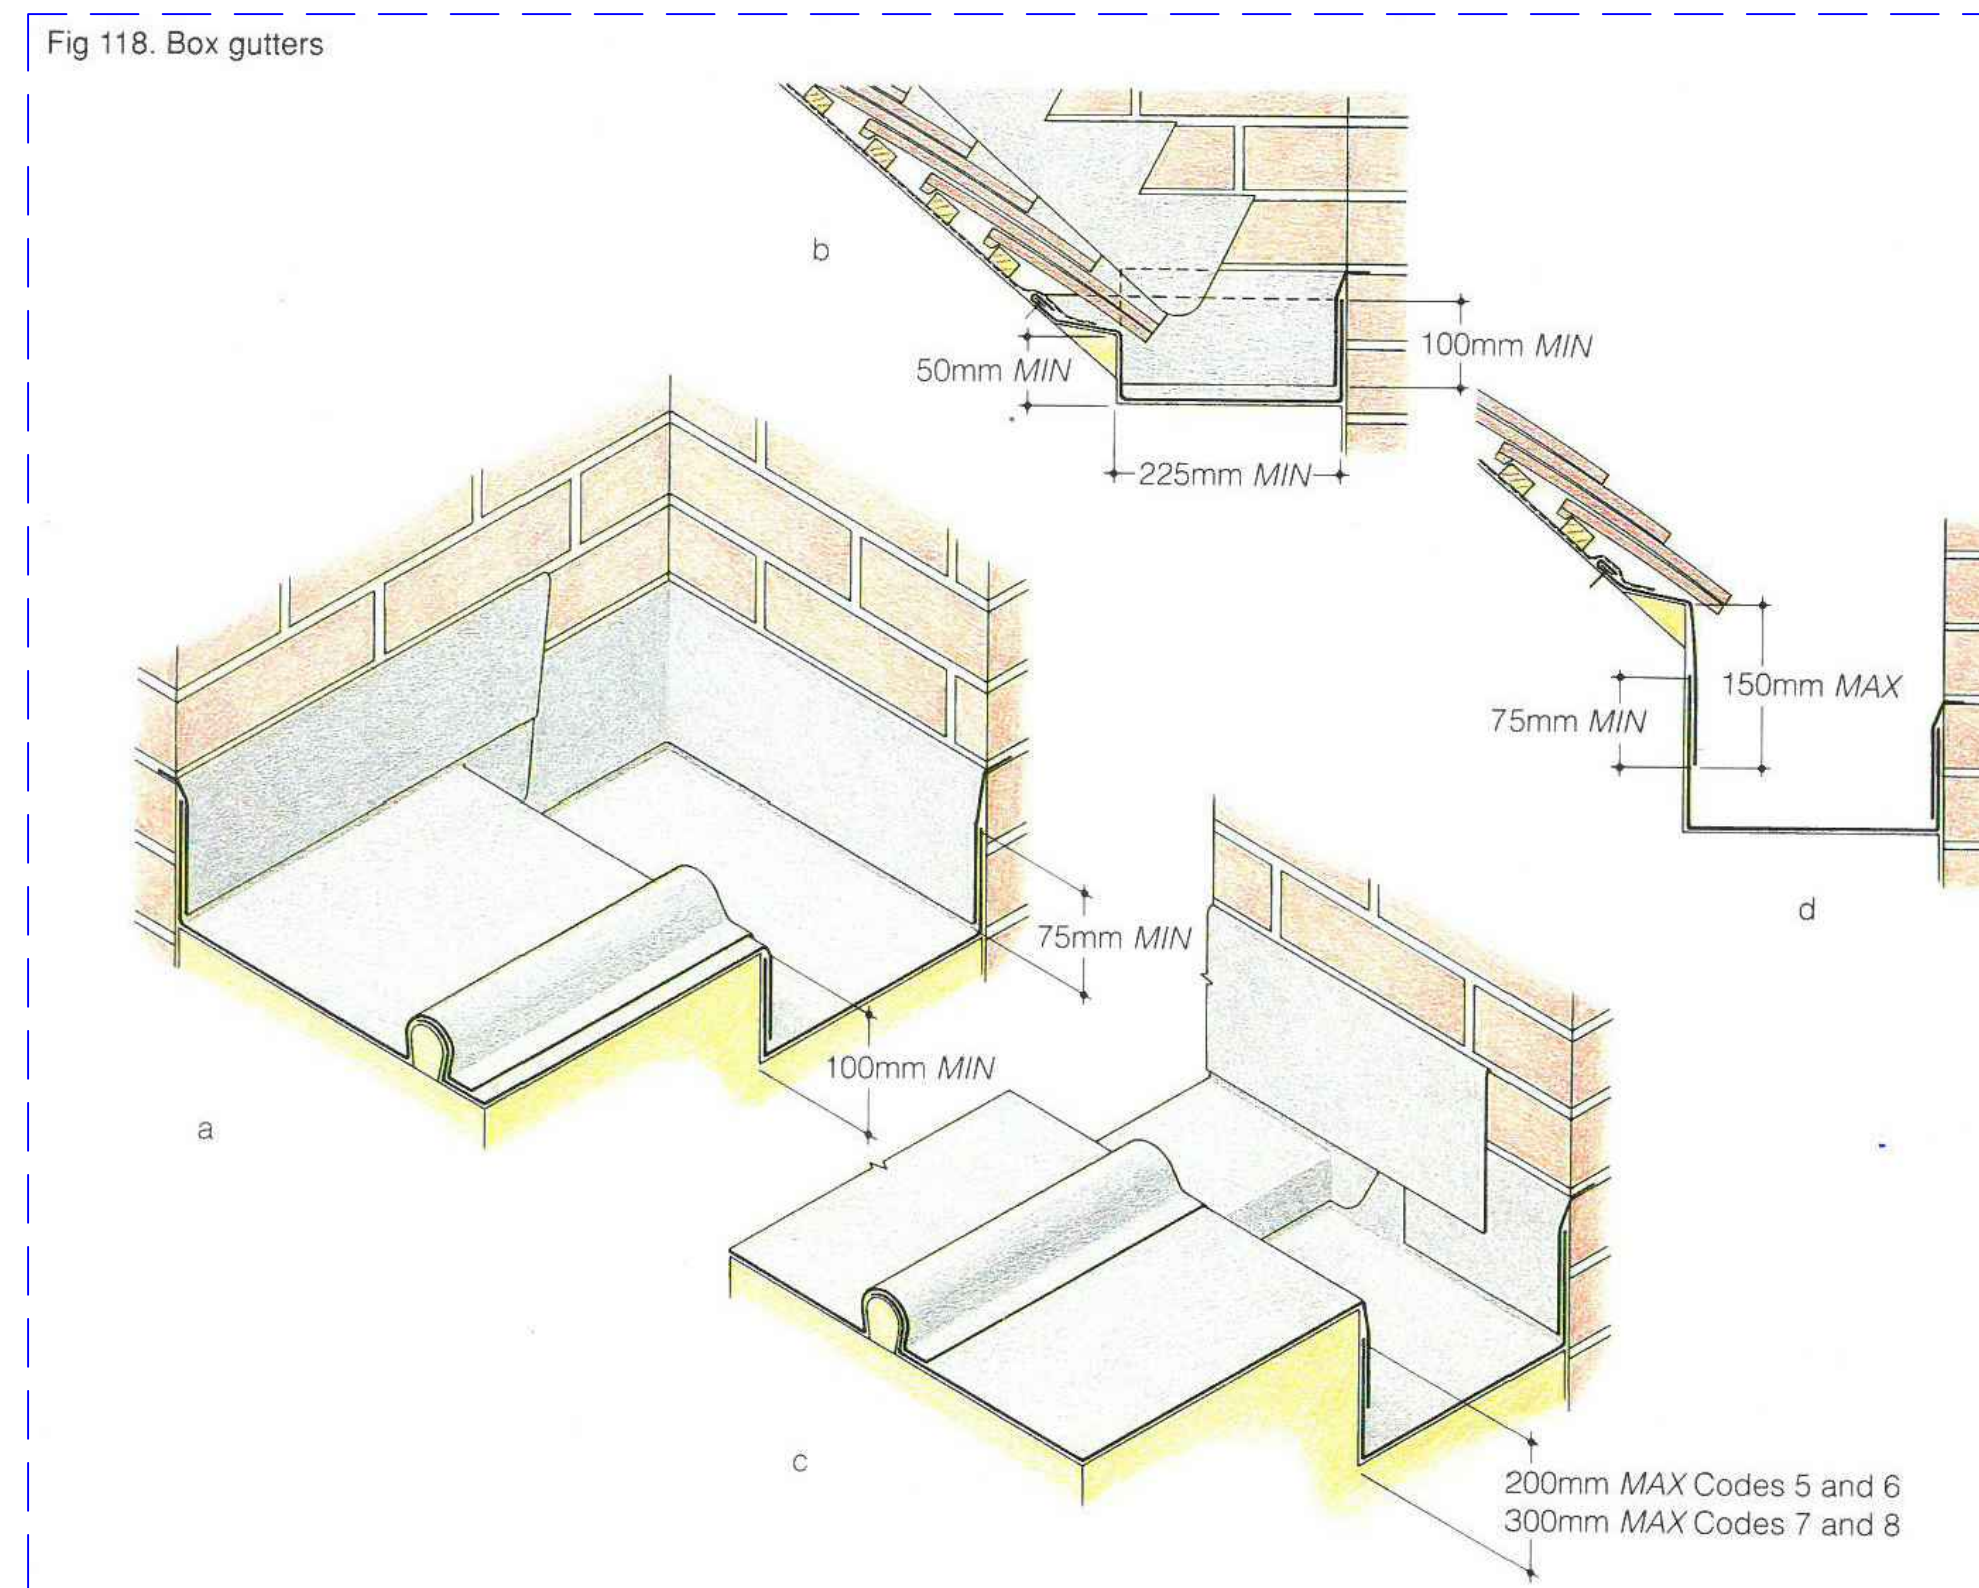 Fig 118. Box gutters
b
50mm MIN
100mm MIN
225mm MIN
150mm MAX
75mm MIN
d
75mm MIN
100mm MIN
a
c
200mm MAX Codes 5 and 6
300mm MAX Codes 7 and 8